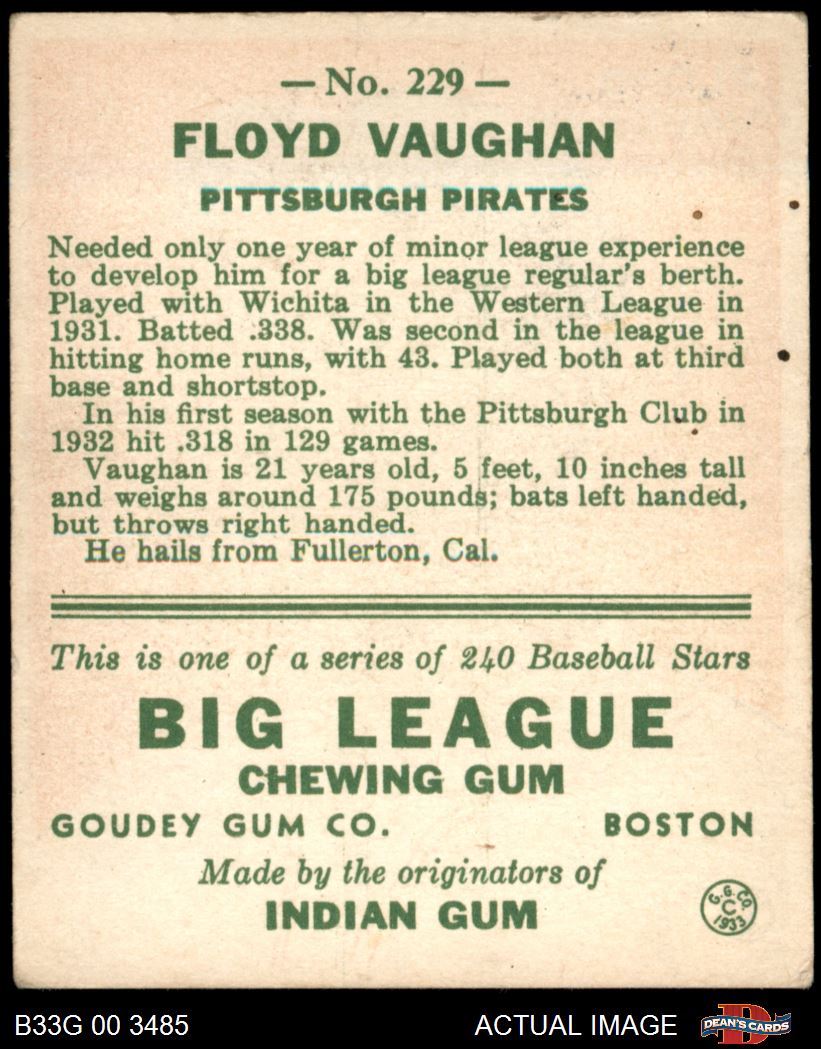 — No. 229 —
FLOYD VAUGHAN
PITTSBURGH PIRATES
Needed only one year of minor league experience
to develop him for a big league regular's berth.
Played with Wichita in the Western League in
1931. Batted .338. Was second in the league in
hitting home runs, with 43. Played both at third
base and shortstop.
In his first season with the Pittsburgh Club in
1932 hit .318 in 129 games.
Vaughan is 21 years old, 5 feet, 10 inches tall
and weighs around 175 pounds; bats left handed,
but throws right handed.
He hails from Fullerton, Cal.
This is one of a series of 240 Baseball Stars
BIG LEAGUE
CHEWING GUM
GOUDEY GUM CO. BOSTON
Made by the originators of
INDIAN GUM
G.G.CO.
C
1933
B33G 00 3485 ACTUAL IMAGE
D
DEAN'S CARDS